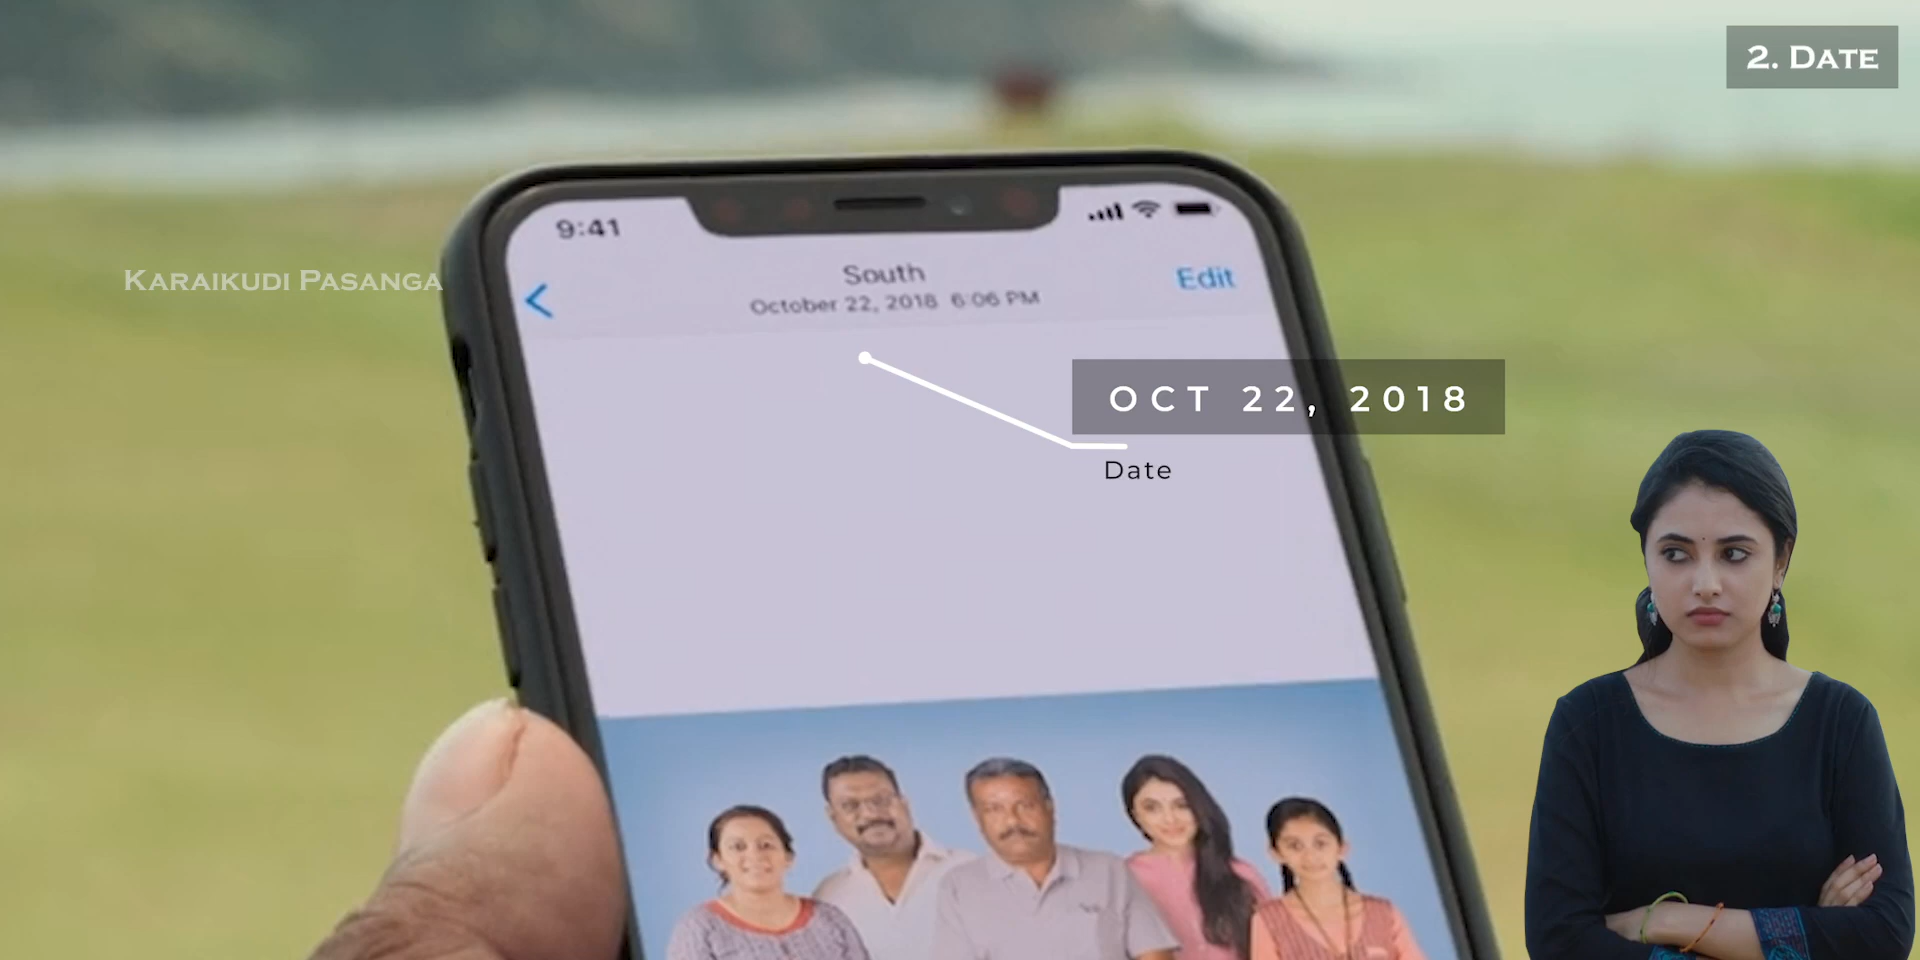 2. DATE
9:41
KARAIKUDI PASANGA
South
Edit
October 22, 2018 6:06 PM
OCT 22, 2018
Date